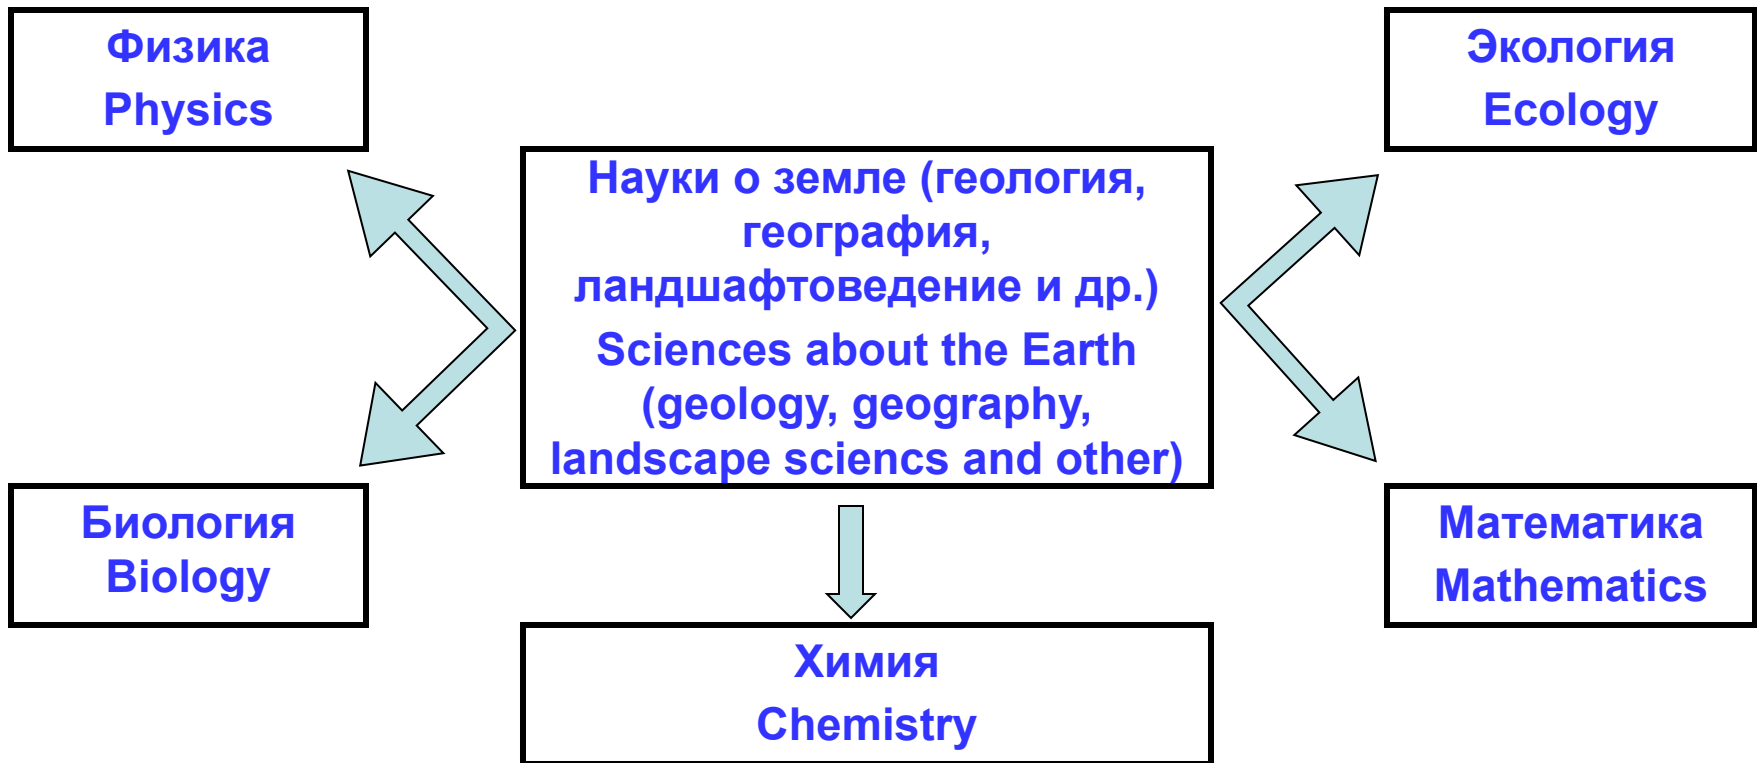 Физика
Physics
Экология
Ecology
Науки о земле (геология,
география,
ландшафтоведение и др.)
Sciences about the Earth
(geology, geography,
landscape sciencs and other)
Биология
Biology
Математика
Mathematics
Химия
Chemistry